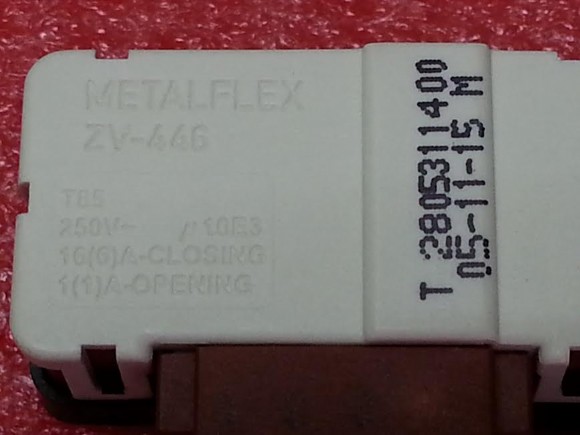 METALFLEX
ZV-446
T85
250V~ µ 10E3
16(6)A-CLOSING
1(1)A-OPENING
T 2805311400
05-11-15 M